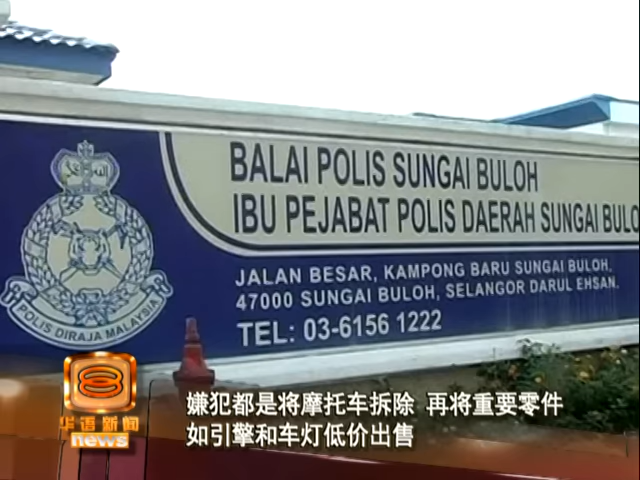 BALAI POLIS SUNGAI BULOH
IBU PEJABAT POLIS DAERAH SUNGAI BULO
JALAN BESAR, KAMPONG BARU SUNGAI BULOH,
47000 SUNGAI BULOH, SELANGOR DARUL EHSAN.
TEL: 03-6156 1222
POLIS DIRAJA MALAYSIA
8
华语新闻
news
嫌犯都是将摩托车拆除 再将重要零件
如引擎和车灯低价出售